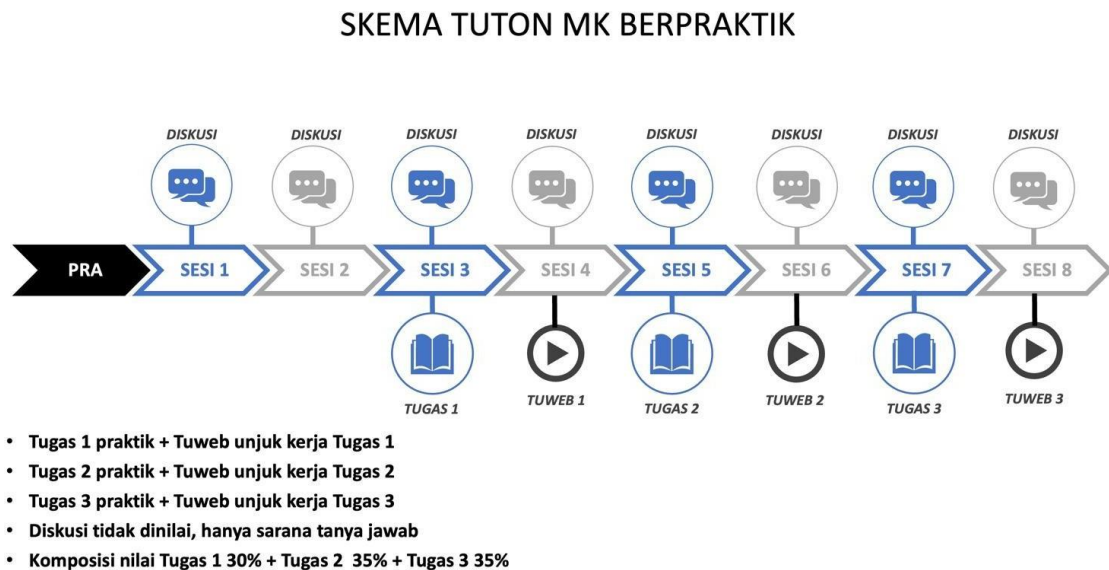 SKEMA TUTON MK BERPRAKTIK
DISKUSI DISKUSI DISKUSI DISKUSI DISKUSI DISKUSI DISKUSI DISKUSI
PRA SESI 1 SESI 2 SESI 3 SESI 4 SESI 5 SESI 6 SESI 7 SESI 8
TUGAS 1 TUWEB 1 TUGAS 2 TUWEB 2 TUGAS 3 TUWEB 3
• Tugas 1 praktik + Tuweb unjuk kerja Tugas 1
• Tugas 2 praktik + Tuweb unjuk kerja Tugas 2
• Tugas 3 praktik + Tuweb unjuk kerja Tugas 3
• Diskusi tidak dinilai, hanya sarana tanya jawab
• Komposisi nilai Tugas 1 30% + Tugas 2 35% + Tugas 3 35%